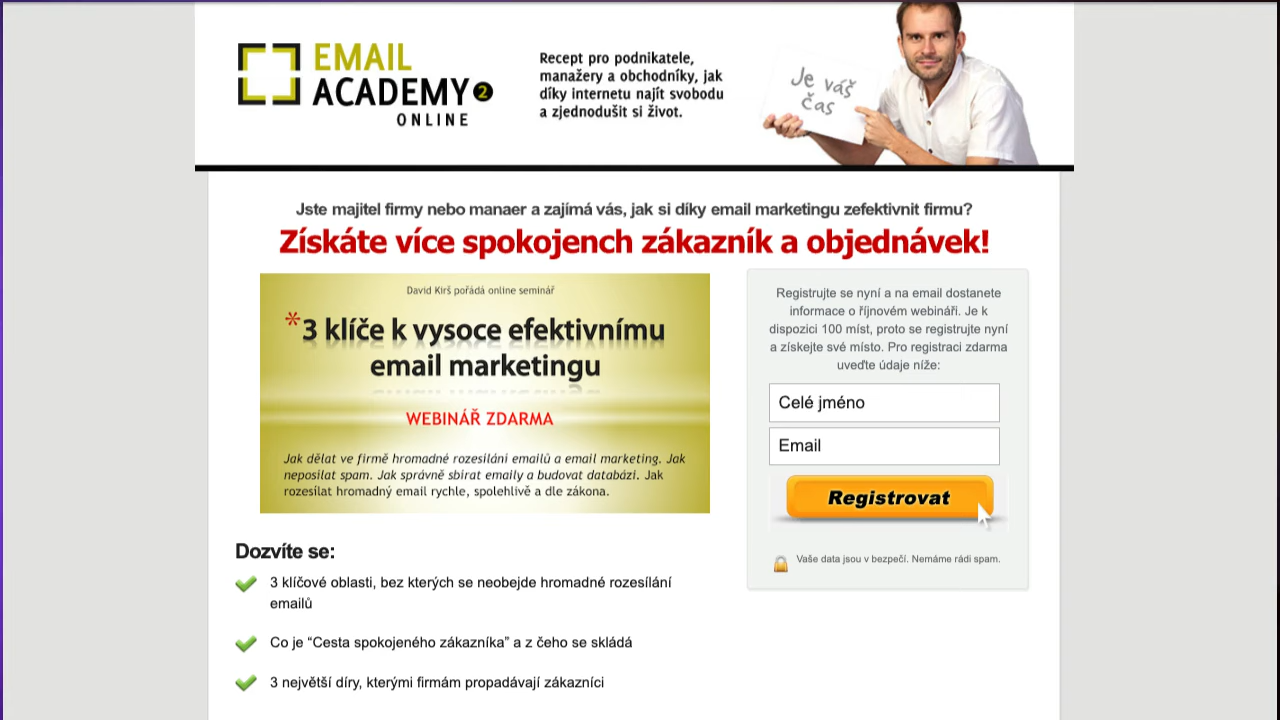 EMAIL
ACADEMY 2
ONLINE
Recept pro podnikatele,
manažery a obchodníky, jak
díky internetu najít svobodu
a zjednodušit si život.
Je váš
čas
Jste majitel firmy nebo manaer a zajímá vás, jak si díky email marketingu zefektivnit firmu?
Získáte více spokojench zákazník a objednávek!
David Kirš pořádá online seminář
*3 klíče k vysoce efektivnímu
email marketingu
WEBINÁŘ ZDARMA
Jak dělat ve firmě hromadné rozesíláni emailů a email marketing. Jak
neposílat spam. Jak správně sbírat emaily a budovat databázi. Jak
rozesílat hromadný email rychle, spolehlivě a dle zákona.
Registrujte se nyní a na email dostanete
informace o říjnovém webináři. Je k
dispozici 100 míst, proto se registrujte nyní
a získejte své místo. Pro registraci zdarma
uveďte údaje níže:
Celé jméno
Email
Registrovat
Vaše data jsou v bezpečí. Nemáme rádi spam.
Dozvíte se:
3 klíčové oblasti, bez kterých se neobejde hromadné rozesílání
emailů
Co je “Cesta spokojeného zákazníka” a z čeho se skládá
3 největší díry, kterými firmám propadávají zákazníci